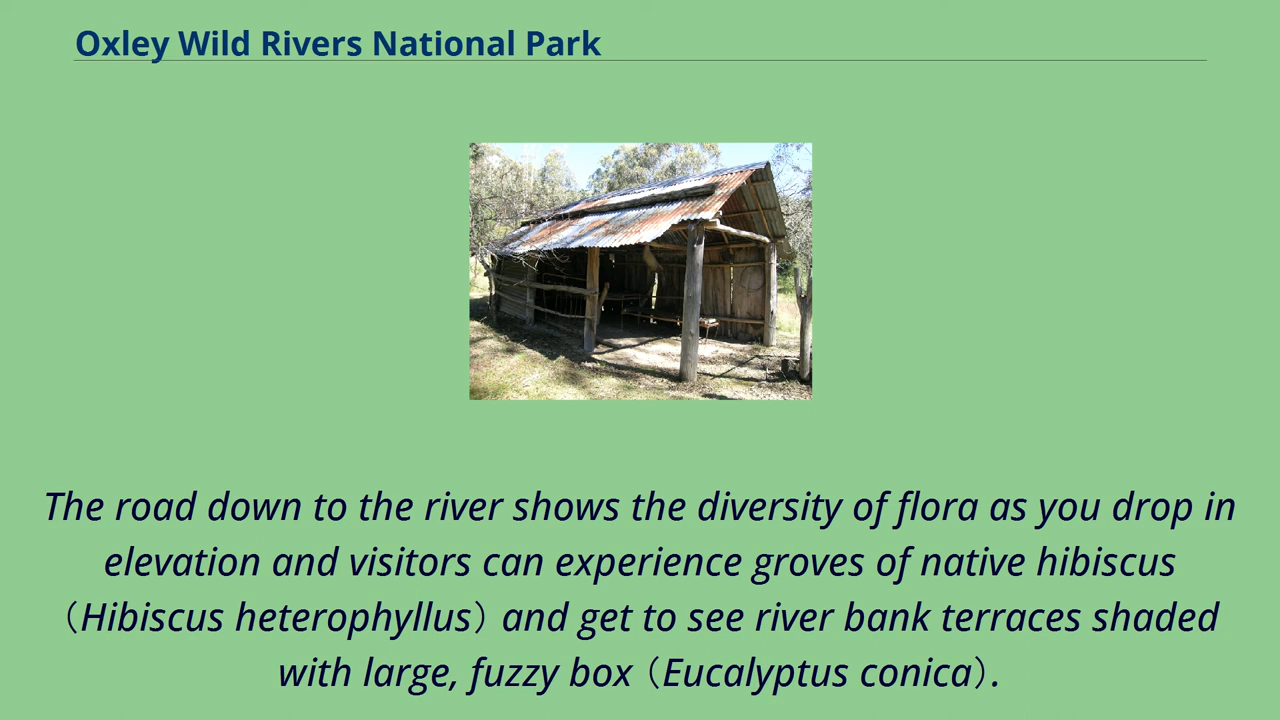 Oxley Wild Rivers National Park
The road down to the river shows the diversity of flora as you drop in
elevation and visitors can experience groves of native hibiscus
（Hibiscus heterophyllus）and get to see river bank terraces shaded
with large, fuzzy box（Eucalyptus conica）.